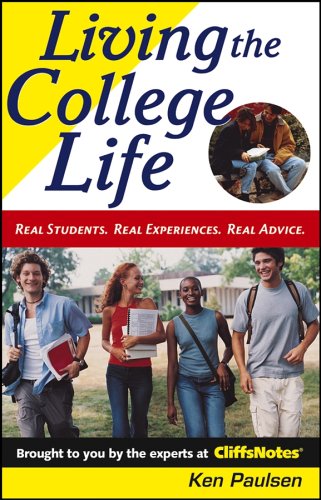 Living the
College
Life
REAL STUDENTS. REAL EXPERIENCES. REAL ADVICE.
Brought to you by the experts at CliffsNotes®
Ken Paulsen